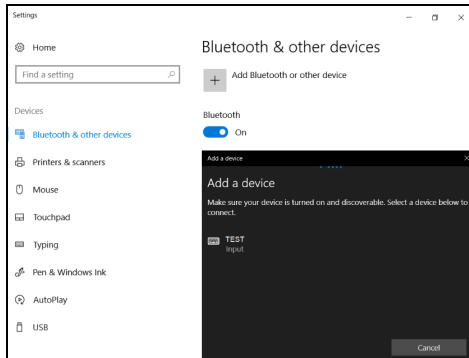 Settings
Home
Bluetooth & other devices
Find a setting
Add Bluetooth or other device
Devices
Bluetooth
Bluetooth & other devices
On
Printers & scanners
Add a device
Mouse
Add a device
Make sure your device is turned on and discoverable. Select a device below to
connect.
Touchpad
TEST
Input
Typing
Pen & Windows Ink
AutoPlay
USB
Cancel